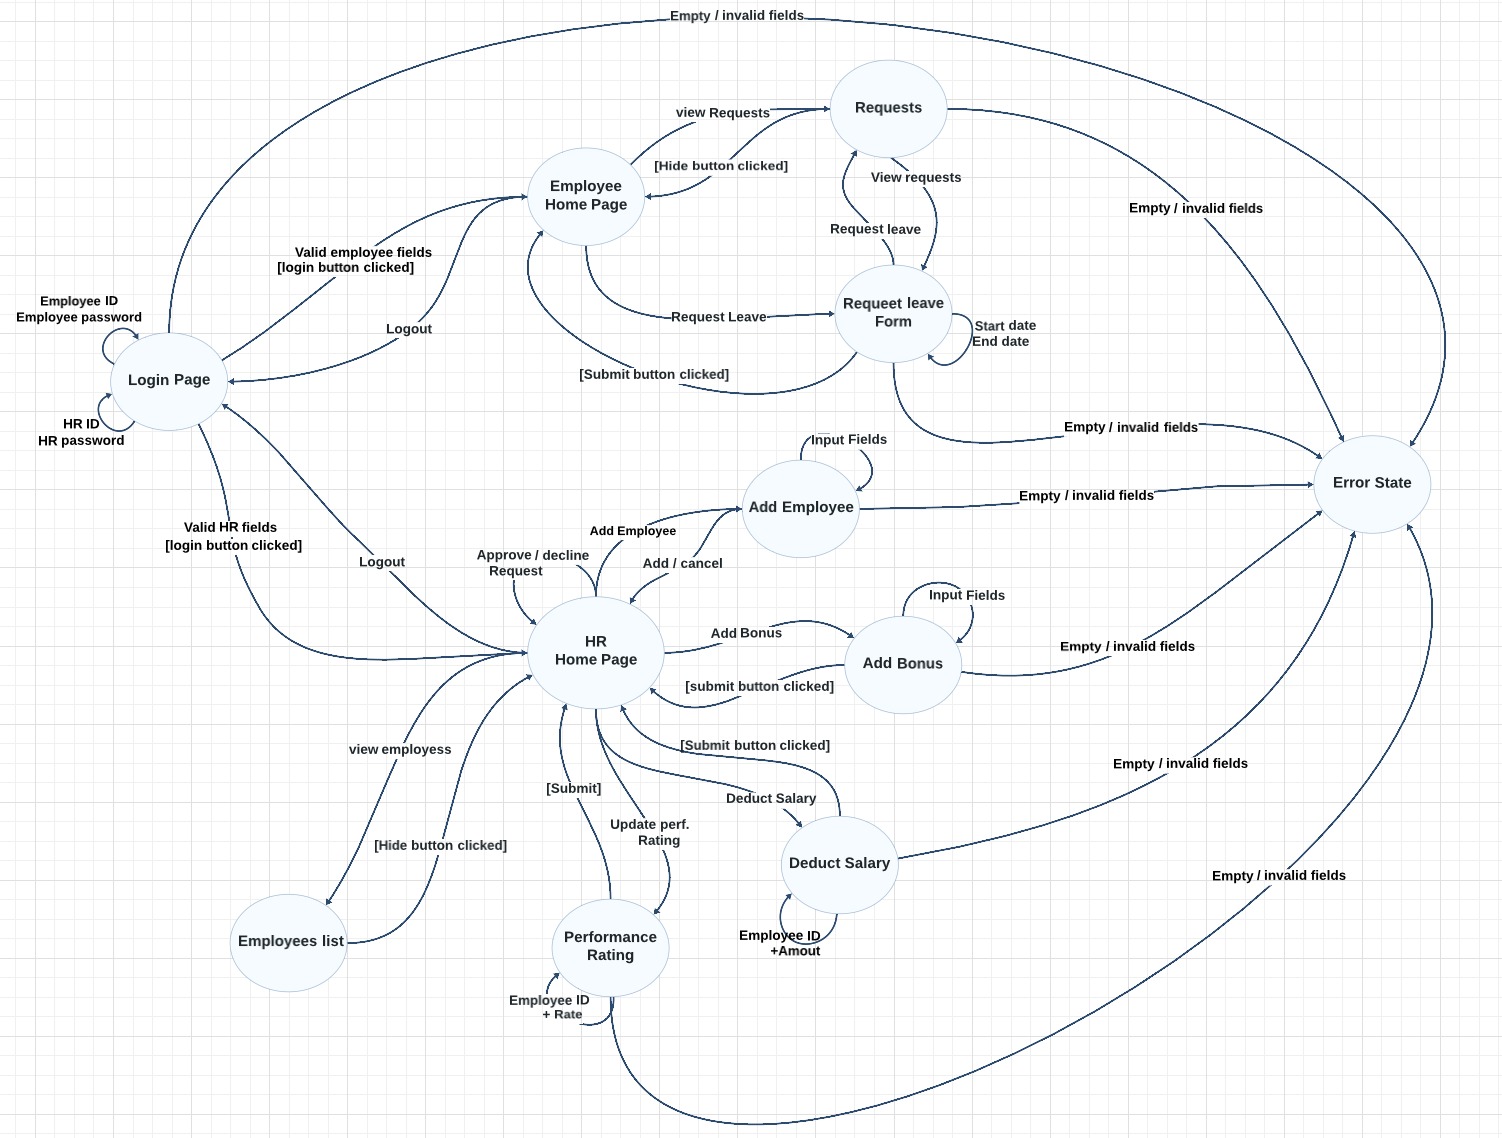 Empty / invalid fields
Requests
view Requests
[Hide button clicked]
View requests
Employee
Home Page
Empty / invalid fields
Request leave
Valid employee fields
[login button clicked]
Employee ID
Employee password
Logout
Request Leave
Requeet leave
Form
Start date
End date
Login Page
[Submit button clicked]
HR ID
HR password
Empty / invalid fields
Input Fields
Error State
Empty / invalid fields
Add Employee
Valid HR fields
[login button clicked]
Add Employee
Approve / decline
Request
Add / cancel
Logout
Input Fields
HR
Home Page
Add Bonus
Empty / invalid fields
Add Bonus
[submit button clicked]
view employess
[Submit button clicked]
Empty / invalid fields
[Submit]
Deduct Salary
Update perf.
Rating
[Hide button clicked]
Deduct Salary
Empty / invalid fields
Employees list
Performance
Rating
Employee ID
+Amout
Employee ID
+ Rate